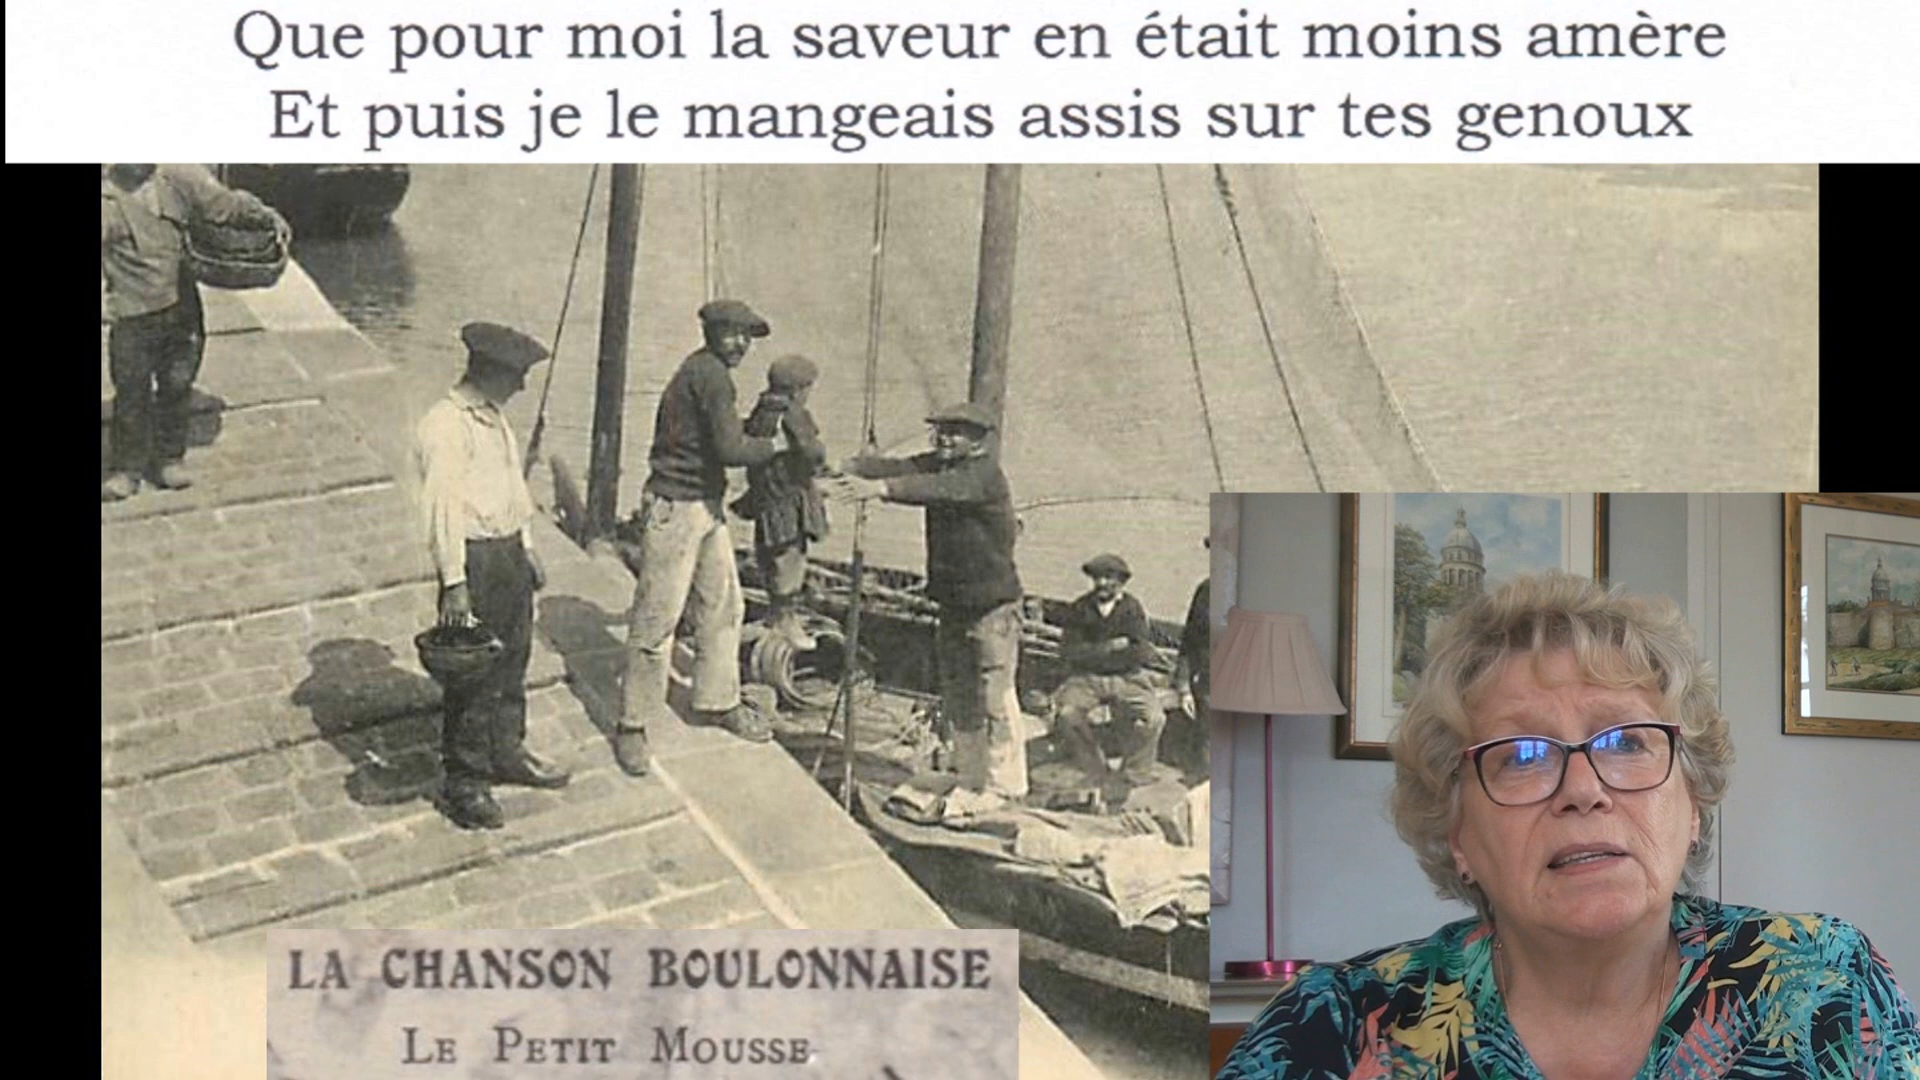 Que pour moi la saveur en était moins amère
Et puis je le mangeais assis sur tes genoux
LA CHANSON BOULONNAISE
LE PETIT MOUSSE